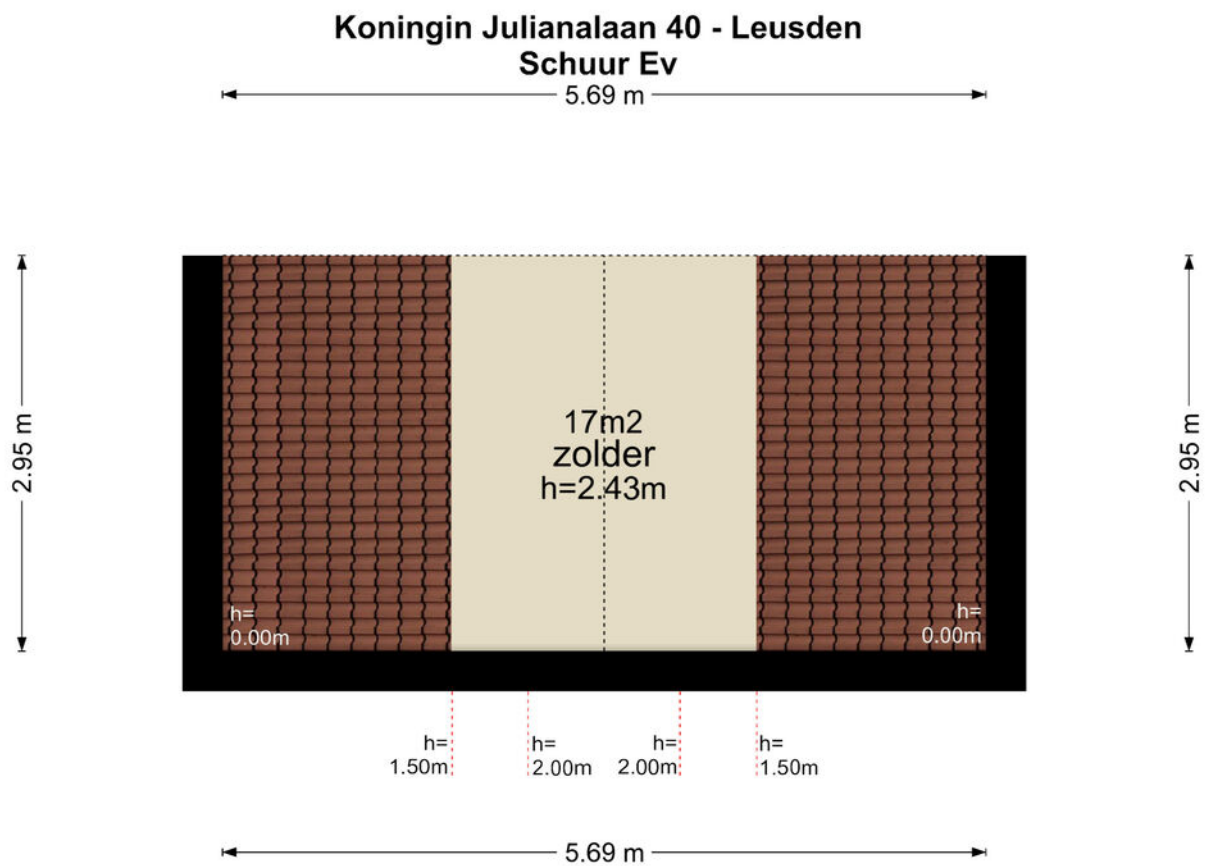 Koningin Julianalaan 40 - Leusden
Schuur Ev
5.69 m
2.95 m
2.95 m
17m2
zolder
h=2.43m
h=
0.00m
h=
0.00m
h=
1.50m
h=
2.00m
h=
2.00m
h=
1.50m
5.69 m